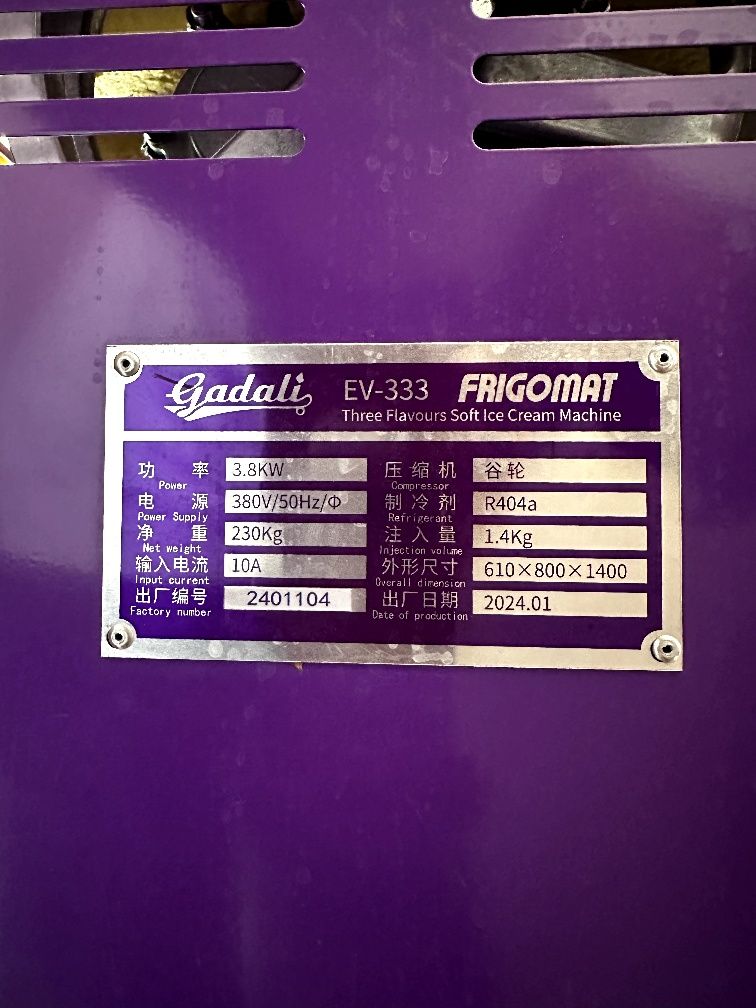 Gadali EV-333 FRIGOMAT
Three Flavours Soft Ice Cream Machine
功 率 3.8KW 压缩机 谷轮
Power Compressor
电 源 380V/50Hz/Φ 制冷剂 R404a
Power Supply Refrigerant
净 重 230Kg 注入量 1.4Kg
Net weight Injection volume
输入电流 10A 外形尺寸 610×800×1400
Input current Overall dimension
出厂编号 2401104 出厂日期 2024.01
Factory number Date of production